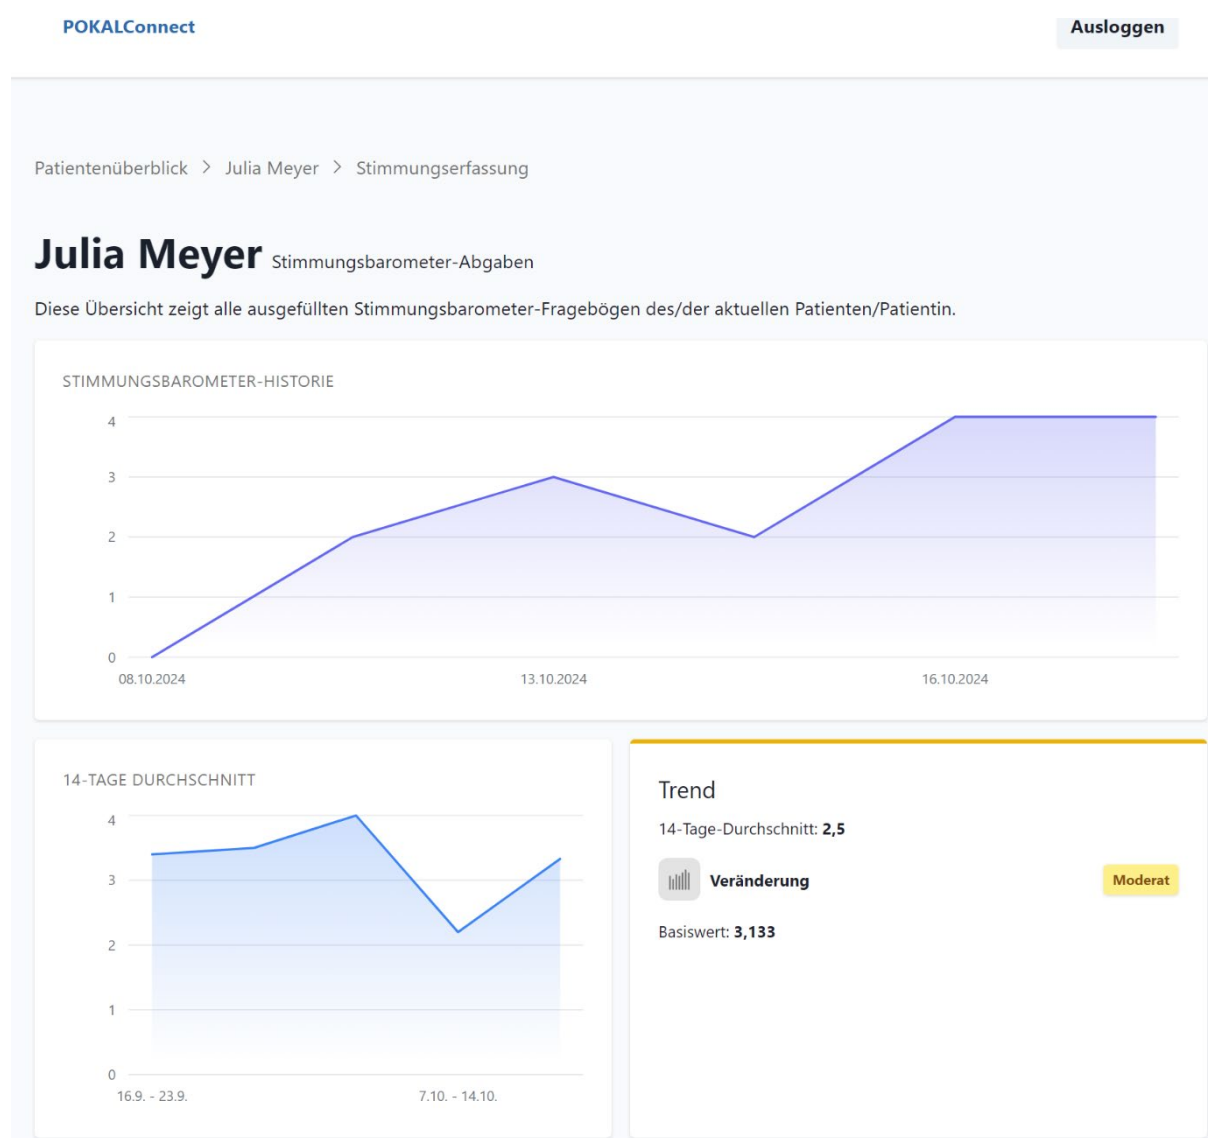 POKALConnect
Ausloggen
Patientenüberblick > Julia Meyer > Stimmungserfassung
Julia Meyer Stimmungsbarometer-Abgaben
Diese Übersicht zeigt alle ausgefüllten Stimmungsbarometer-Fragebögen des/der aktuellen Patienten/Patientin.
STIMMUNGSBAROMETER-HISTORIE
4
3
2
1
0
08.10.2024
13.10.2024
16.10.2024
14-TAGE DURCHSCHNITT
4
3
2
1
0
16.9. - 23.9.
7.10. - 14.10.
Trend
14-Tage-Durchschnitt: 2,5
Veränderung
Moderat
Basiswert: 3,133